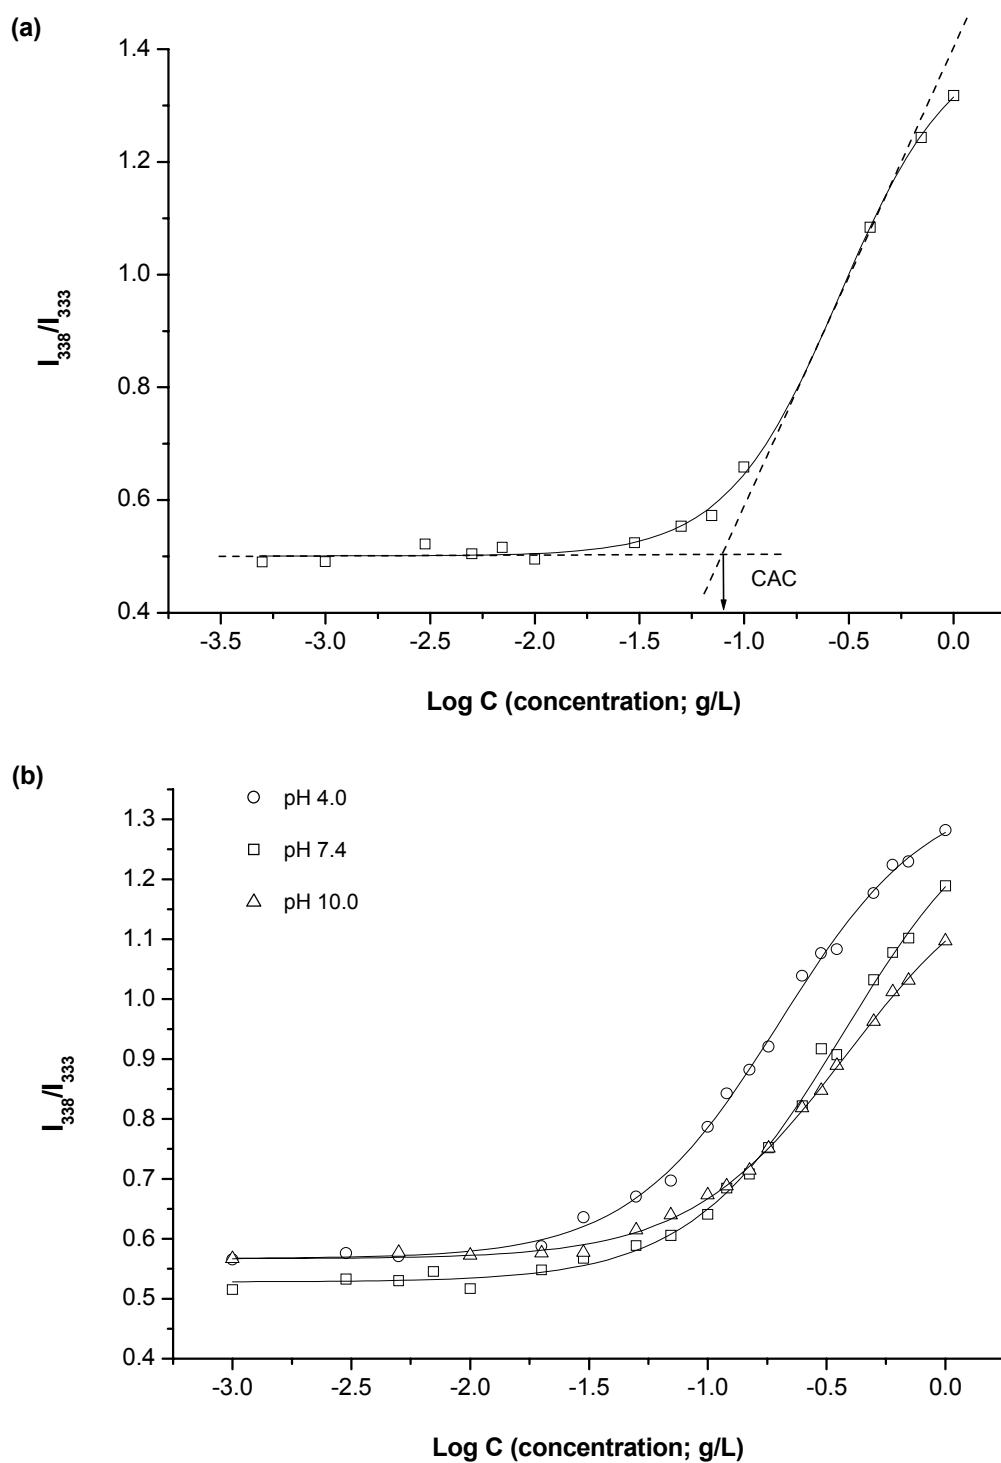 (a)
1.4
1.2
1.0
0.8
0.6
0.4
I338/I333
CAC
-3.5 -3.0 -2.5 -2.0 -1.5 -1.0 -0.5 0.0
Log C (concentration; g/L)
(b)
pH 4.0
pH 7.4
pH 10.0
1.3
1.2
1.1
1.0
0.9
0.8
0.7
0.6
0.5
0.4
I338/I333
-3.0 -2.5 -2.0 -1.5 -1.0 -0.5 0.0
Log C (concentration; g/L)